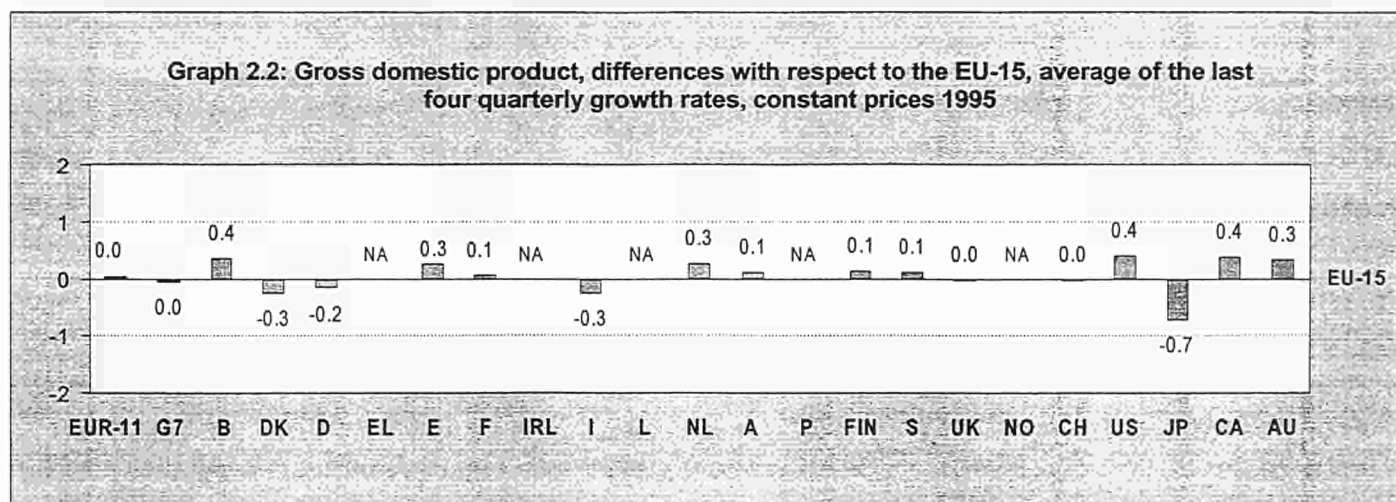 Graph 2.2: Gross domestic product, differences with respect to the EU-15, average of the last
four quarterly growth rates, constant prices 1995
2
1
0
-1
-2
0.0
0.0
0.4
-0.3
-0.2
NA
0.3
0.1
NA
-0.3
NA
0.3
0.1
NA
0.1
0.1
0.0
NA
0.0
0.4
-0.7
0.4
0.3
EU-15
EUR-11 G7 B DK D EL E F IRL I L NL A P FIN S UK NO CH US JP CA AU